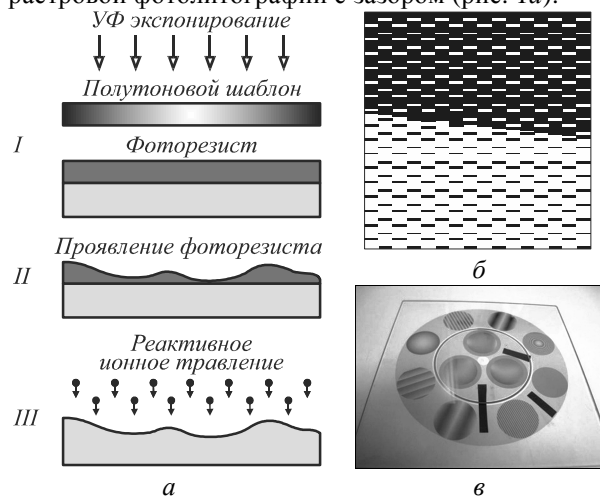 растровой фотолитографии с зазором (рис. 1а).
УФ экспонирование
Полутоновой шаблон
I
Фоторезист
Проявление фоторезиста
II
б
Реактивное
ионное травление
III
а
в